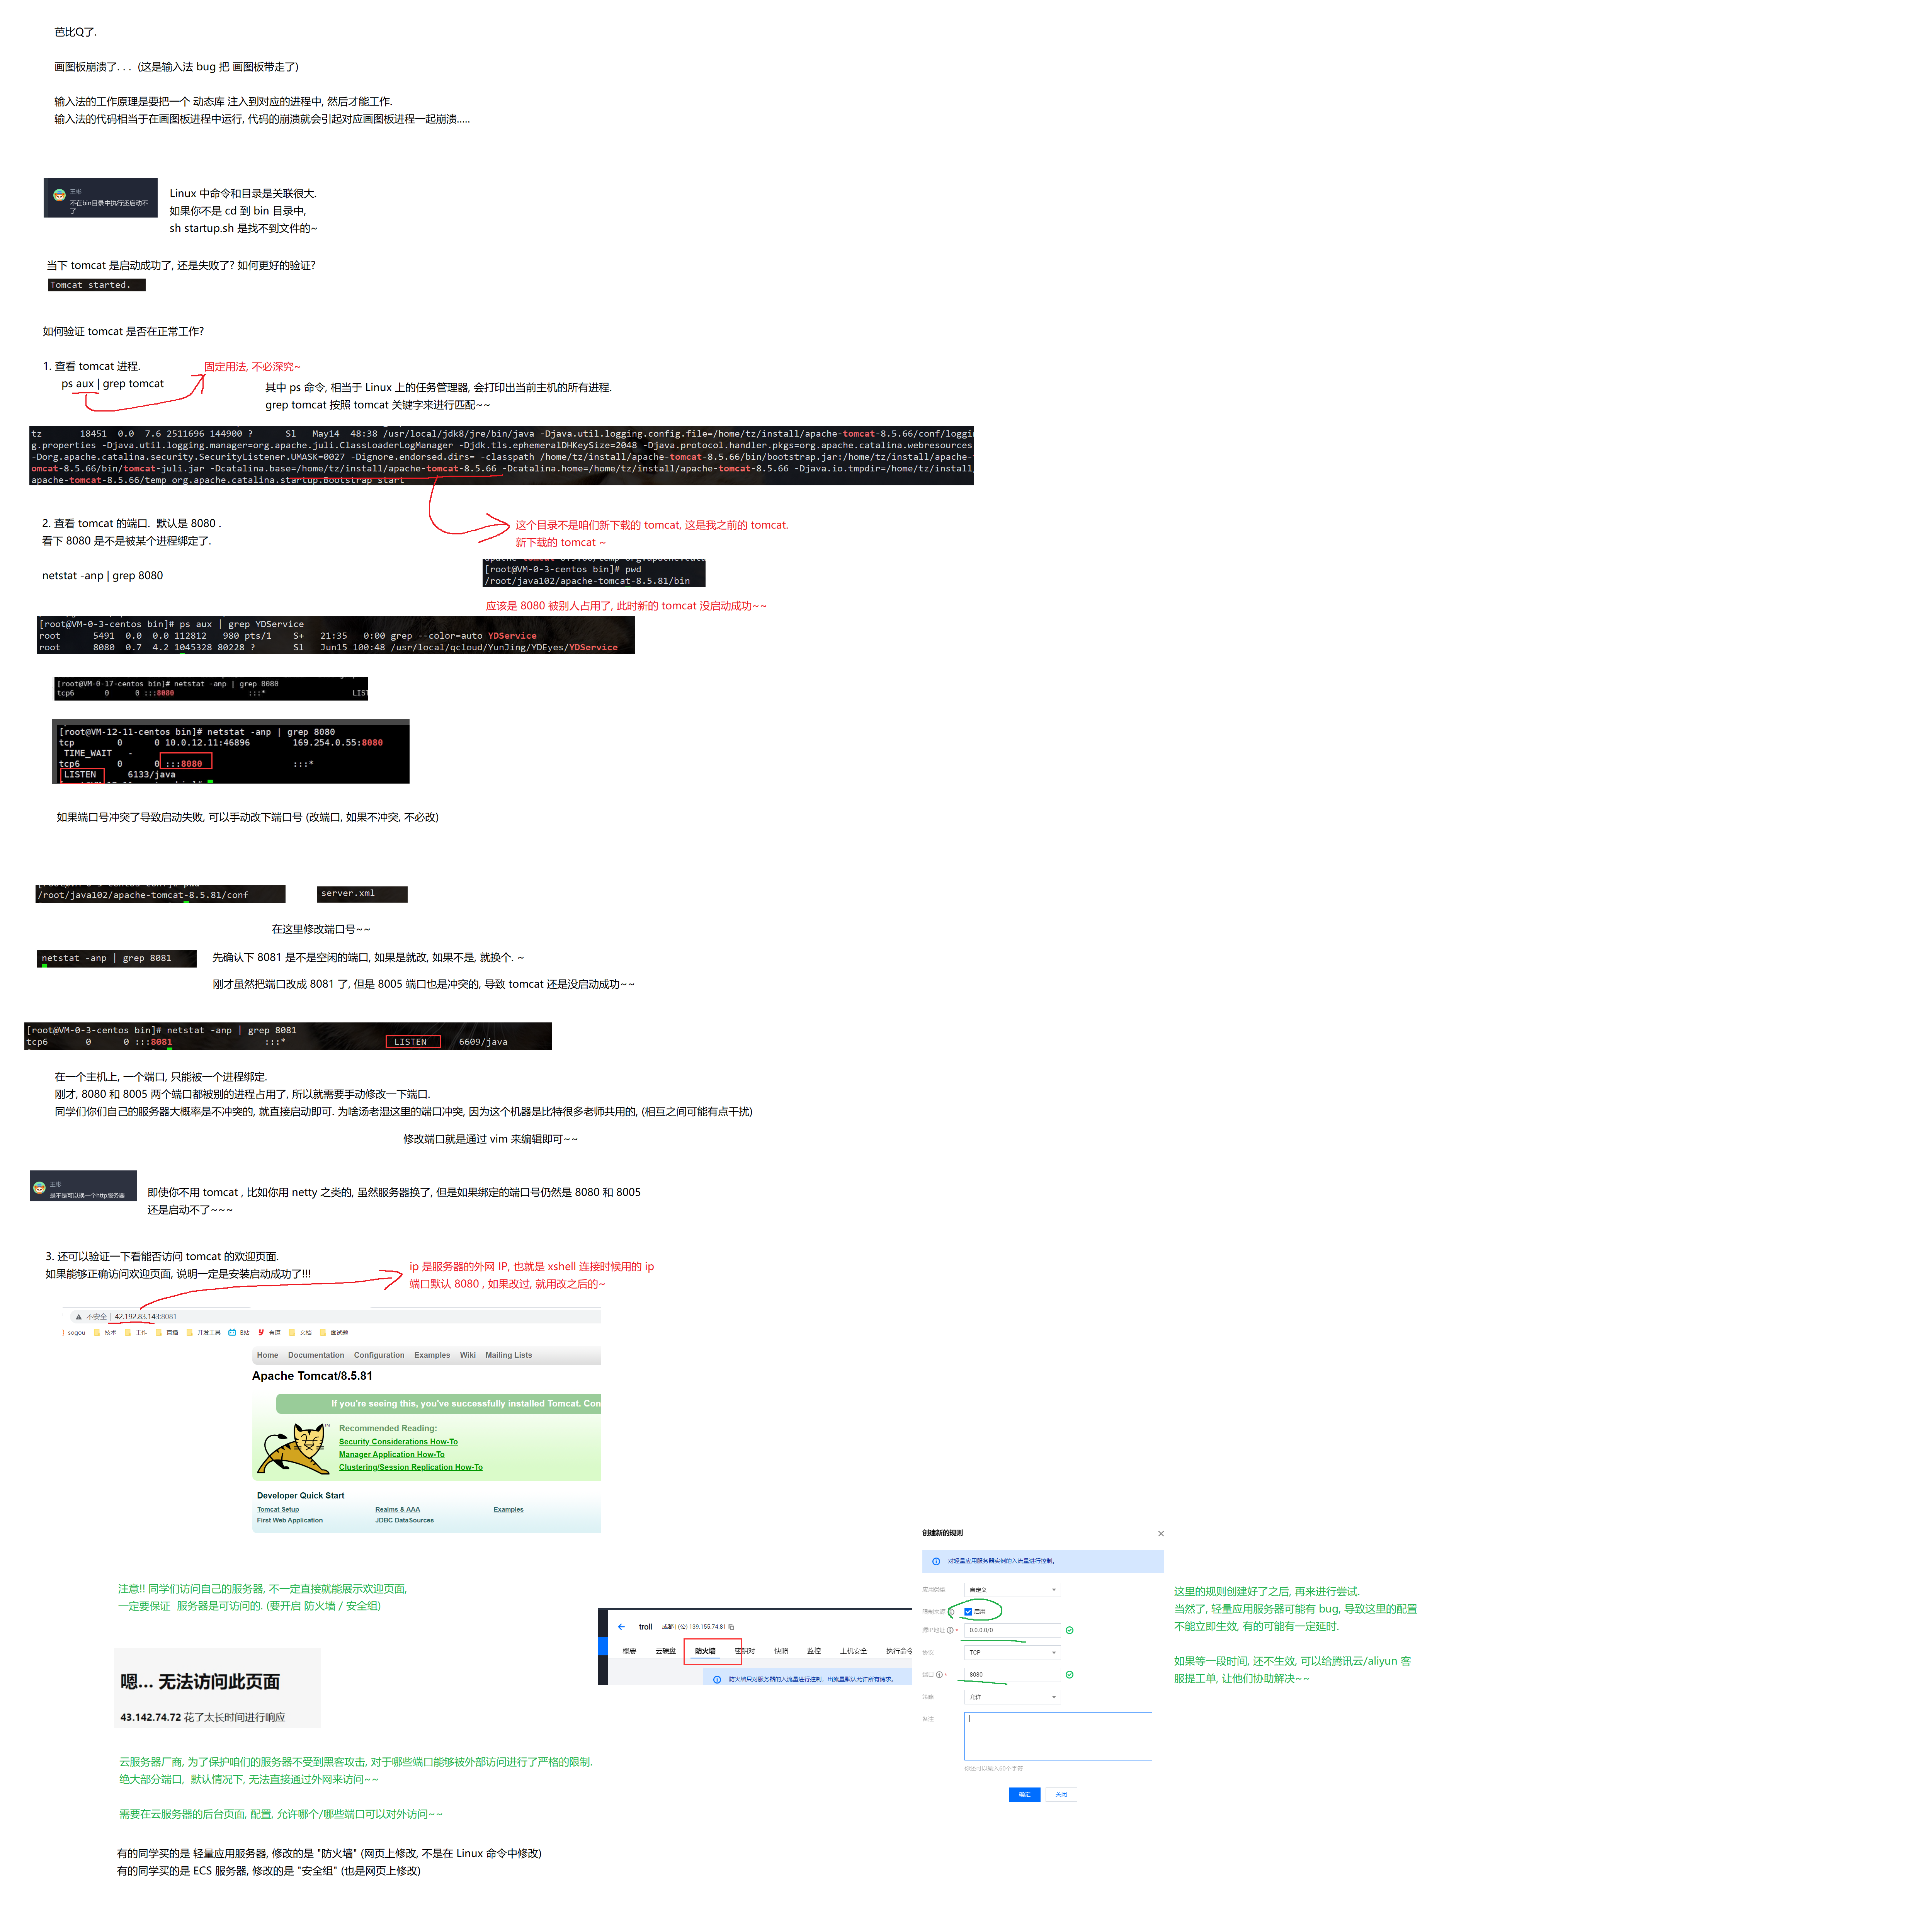 芭比Q了.
画图板崩溃了. . .  (这是输入法 bug 把 画图板带走了)
输入法的工作原理是要把一个 动态库 注入到对应的进程中, 然后才能工作.
输入法的代码相当于在画图板进程中运行, 代码的崩溃就会引起对应画图板进程一起崩溃.....
王彬
不在bin目录中执行还启动不
了
Linux 中命令和目录是关联很大.
如果你不是 cd 到 bin 目录中,
sh startup.sh 是找不到文件的~
当下 tomcat 是启动成功了, 还是失败了? 如何更好的验证?
Tomcat started.
如何验证 tomcat 是否在正常工作?
1. 查看 tomcat 进程.
ps aux | grep tomcat
固定用法, 不必深究~
其中 ps 命令, 相当于 Linux 上的任务管理器, 会打印出当前主机的所有进程.
grep tomcat 按照 tomcat 关键字来进行匹配~~
tz 18451 0.0 7.6 2511696 144900 ? Sl May14 48:38 /usr/local/jdk8/jre/bin/java -Djava.util.logging.config.file=/home/tz/install/apache-tomcat-8.5.66/conf/loggin
g.properties -Djava.util.logging.manager=org.apache.juli.ClassLoaderLogManager -Djdk.tls.ephemeralDHKeySize=2048 -Djava.protocol.handler.pkgs=org.apache.catalina.webresources
-Dorg.apache.catalina.security.SecurityListener.UMASK=0027 -Dignore.endorsed.dirs= -classpath /home/tz/install/apache-tomcat-8.5.66/bin/bootstrap.jar:/home/tz/install/apache-t
omcat-8.5.66/bin/tomcat-juli.jar -Dcatalina.base=/home/tz/install/apache-tomcat-8.5.66 -Dcatalina.home=/home/tz/install/apache-tomcat-8.5.66 -Djava.io.tmpdir=/home/tz/install/
apache-tomcat-8.5.66/temp org.apache.catalina.startup.Bootstrap start
2. 查看 tomcat 的端口.  默认是 8080 .
看下 8080 是不是被某个进程绑定了.
netstat -anp | grep 8080
这个目录不是咱们新下载的 tomcat, 这是我之前的 tomcat.
新下载的 tomcat ~
[root@VM-0-3-centos bin]# pwd
/root/java102/apache-tomcat-8.5.81/bin
应该是 8080 被别人占用了, 此时新的 tomcat 没启动成功~~
[root@VM-0-3-centos bin]# ps aux | grep YDService
root 5491 0.0 0.0 112812 980 pts/1 S+ 21:35 0:00 grep --color=auto YDService
root 8080 0.7 4.2 1045328 80228 ? Sl Jun15 100:48 /usr/local/qcloud/YunJing/YDEyes/YDService
[root@VM-0-17-centos bin]# netstat -anp | grep 8080
tcp6 0 0 :::8080 :::* LIST
[root@VM-12-11-centos bin]# netstat -anp | grep 8080
tcp 0 0 10.0.12.11:46896 169.254.0.55:8080
TIME_WAIT -
tcp6 0 0 :::8080 :::*
LISTEN 6133/java
如果端口号冲突了导致启动失败, 可以手动改下端口号 (改端口, 如果不冲突, 不必改)
/root/java102/apache-tomcat-8.5.81/conf
server.xml
在这里修改端口号~~
netstat -anp | grep 8081
先确认下 8081 是不是空闲的端口, 如果是就改, 如果不是, 就换个. ~
刚才虽然把端口改成 8081 了, 但是 8005 端口也是冲突的, 导致 tomcat 还是没启动成功~~
[root@VM-0-3-centos bin]# netstat -anp | grep 8081
tcp6 0 0 :::8081 :::* LISTEN 6609/java
在一个主机上, 一个端口, 只能被一个进程绑定.
刚才, 8080 和 8005 两个端口都被别的进程占用了, 所以就需要手动修改一下端口.
同学们你们自己的服务器大概率是不冲突的, 就直接启动即可. 为啥汤老湿这里的端口冲突, 因为这个机器是比特很多老师共用的, (相互之间可能有点干扰)
修改端口就是通过 vim 来编辑即可~~
王彬
是不是可以换一个http服务器
即使你不用 tomcat , 比如你用 netty 之类的, 虽然服务器换了, 但是如果绑定的端口号仍然是 8080 和 8005
还是启动不了~~~
3. 还可以验证一下看能否访问 tomcat 的欢迎页面.
如果能够正确访问欢迎页面, 说明一定是安装启动成功了!!!
ip 是服务器的外网 IP, 也就是 xshell 连接时候用的 ip
端口默认 8080 , 如果改过, 就用改之后的~
不安全 | 42.192.83.143:8081
sogou 技术 工作 直播 开发工具 B站 有道 文档 面试题
Home Documentation Configuration Examples Wiki Mailing Lists
Apache Tomcat/8.5.81
If you're seeing this, you've successfully installed Tomcat. Con
TM
Recommended Reading:
Security Considerations How-To
Manager Application How-To
Clustering/Session Replication How-To
Developer Quick Start
Tomcat Setup Realms & AAA Examples
First Web Application JDBC DataSources
注意!! 同学们访问自己的服务器, 不一定直接就能展示欢迎页面,
一定要保证  服务器是可访问的. (要开启 防火墙 / 安全组)
嗯... 无法访问此页面
43.142.74.72 花了太长时间进行响应
troll 成都 | (公) 139.155.74.81
概要 云硬盘 防火墙 密钥对 快照 监控 主机安全 执行命令
防火墙只对服务器的入流量进行控制，出流量默认允许所有请求。
创建新的规则
对轻量应用服务器实例的入流量进行控制。
应用类型 自定义
限制来源 启用
源IP地址 * 0.0.0.0/0
协议 TCP
端口 * 8080
策略 允许
备注
你还可以输入60个字符
确定 关闭
这里的规则创建好了之后, 再来进行尝试.
当然了, 轻量应用服务器可能有 bug, 导致这里的配置
不能立即生效, 有的可能有一定延时.
如果等一段时间, 还不生效, 可以给腾讯云/aliyun 客
服提工单, 让他们协助解决~~
云服务器厂商, 为了保护咱们的服务器不受到黑客攻击, 对于哪些端口能够被外部访问进行了严格的限制.
绝大部分端口,  默认情况下, 无法直接通过外网来访问~~
需要在云服务器的后台页面, 配置, 允许哪个/哪些端口可以对外访问~~
有的同学买的是 轻量应用服务器, 修改的是 "防火墙" (网页上修改, 不是在 Linux 命令中修改)
有的同学买的是 ECS 服务器, 修改的是 "安全组" (也是网页上修改)